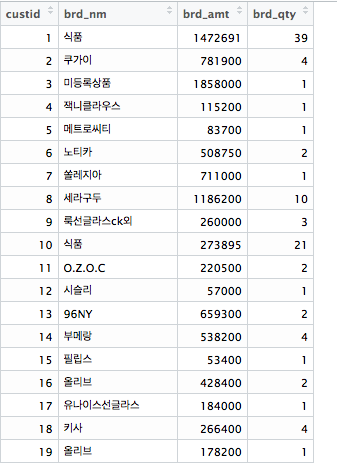 custid brd_nm brd_amt brd_qty
1 식품 1472691 39
2 쿠가이 781900 4
3 미등록상품 1858000 1
4 잭니클라우스 115200 1
5 메트로씨티 83700 1
6 노티카 508750 2
7 쏠레지아 711000 1
8 세라구두 1186200 10
9 룩선글라스ck외 260000 3
10 식품 273895 21
11 O.Z.O.C 220500 2
12 시슬리 57000 1
13 96NY 659300 2
14 부메랑 538200 4
15 필립스 53400 1
16 올리브 428400 2
17 유나이스선글라스 184000 1
18 키사 266400 4
19 올리브 178200 1